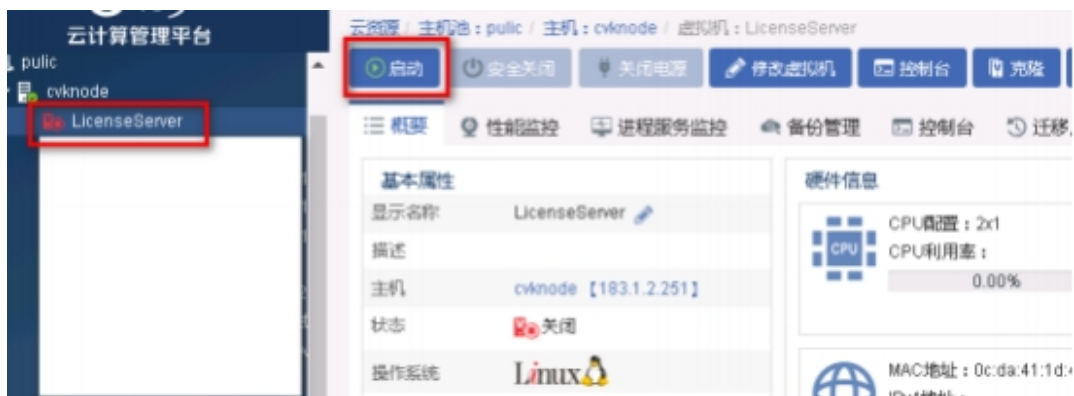 云计算管理平台
pulic
cvknode
LicenseServer
云资源 / 主机池：pulic / 主机：cvknode / 虚拟机：LicenseServer
启动 安全关闭 关闭电源 修改虚拟机 控制台 克隆
概要 性能监控 进程服务监控 备份管理 控制台 迁移
基本属性
显示名称 LicenseServer
描述
主机 cvknode【183.1.2.251】
状态 关闭
操作系统 Linux
硬件信息
CPU
CPU配置：2x1
CPU利用率：
0.00%
MAC地址：0c:da:41:1d: